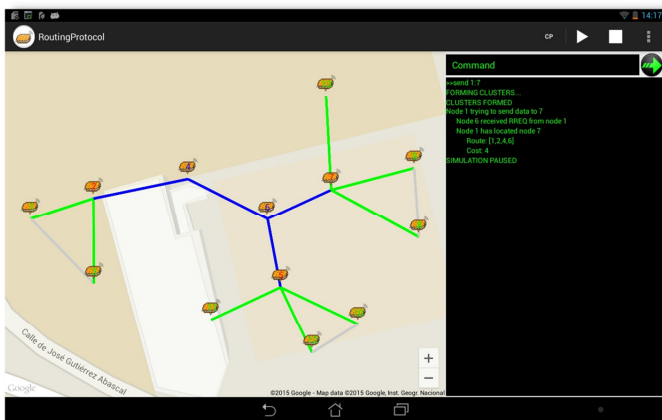 14:17
RoutingProtocol
CP
Command
>>send 1:7
FORMING CLUSTERS...
CLUSTERS FORMED
Node 1 trying to send data to 7
Node 6 received RREQ from node 1
Node 1 has located node 7
Route: [1,2,4,6]
Cost: 4
SIMULATION PAUSED
4
2
6
Calle de José Gutiérrez Abascal
+
−
Google
©2015 Google - Map data ©2015 Google, Inst. Geogr. Nacional